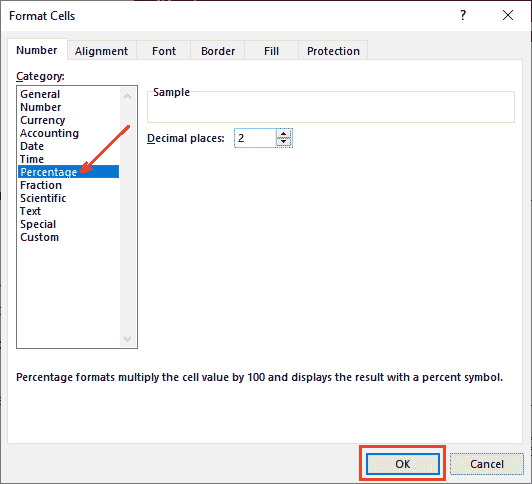 Format Cells
?
Number Alignment Font Border Fill Protection
Category:
General
Number
Currency
Accounting
Date
Time
Percentage
Fraction
Scientific
Text
Special
Custom
Sample
Decimal places: 2
Percentage formats multiply the cell value by 100 and displays the result with a percent symbol.
OK Cancel